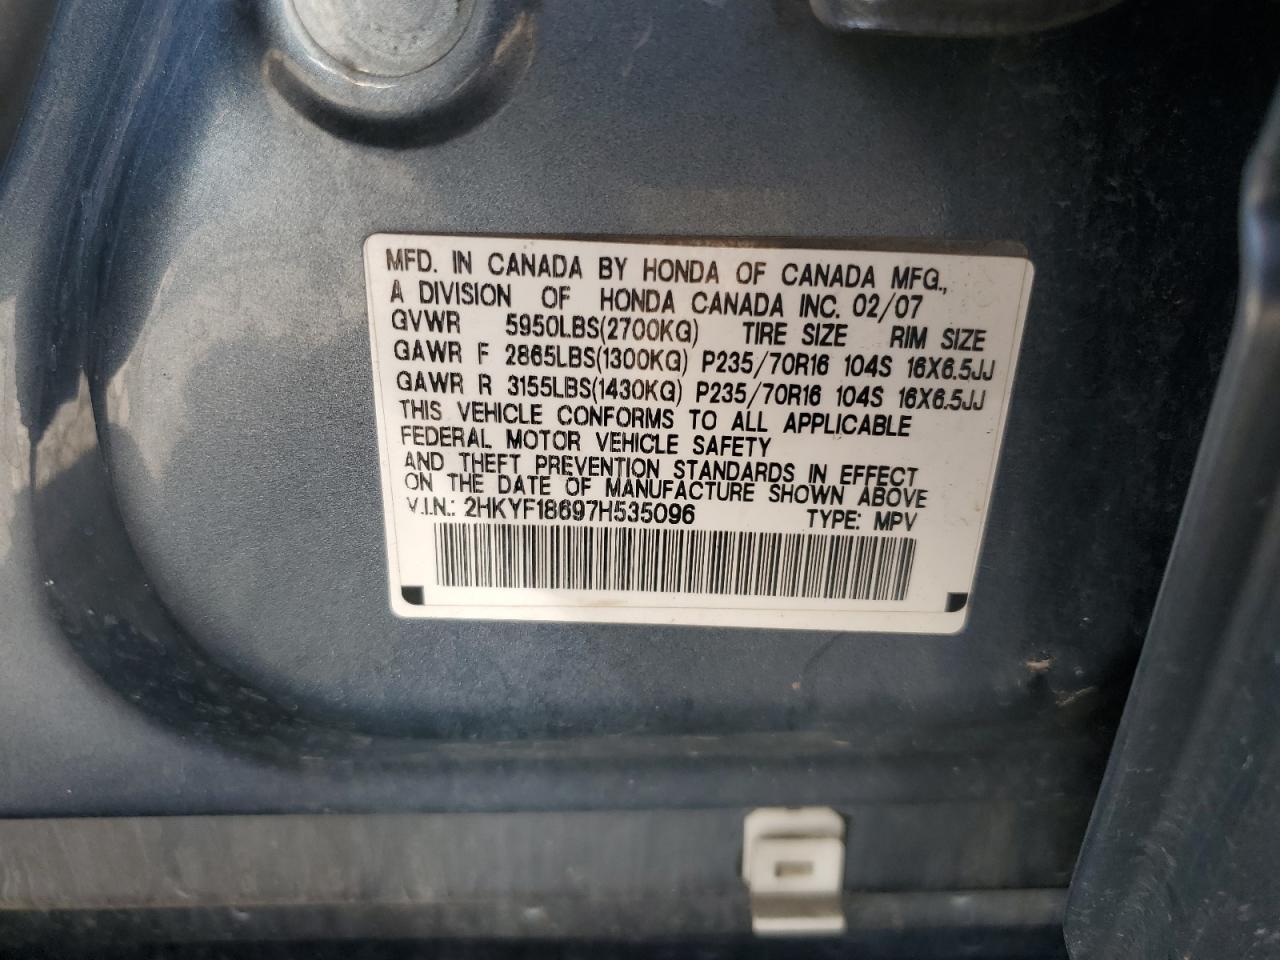 MFD. IN CANADA BY HONDA OF CANADA MFG.,
A DIVISION OF HONDA CANADA INC. 02/07
GVWR 5950LBS(2700KG) TIRE SIZE RIM SIZE
GAWR F 2865LBS(1300KG) P235/70R16 104S 16X6.5JJ
GAWR R 3155LBS(1430KG) P235/70R16 104S 16X6.5JJ
THIS VEHICLE CONFORMS TO ALL APPLICABLE
FEDERAL MOTOR VEHICLE SAFETY
AND THEFT PREVENTION STANDARDS IN EFFECT
ON THE DATE OF MANUFACTURE SHOWN ABOVE
V.I.N.: 2HKYF18697H535096 TYPE: MPV